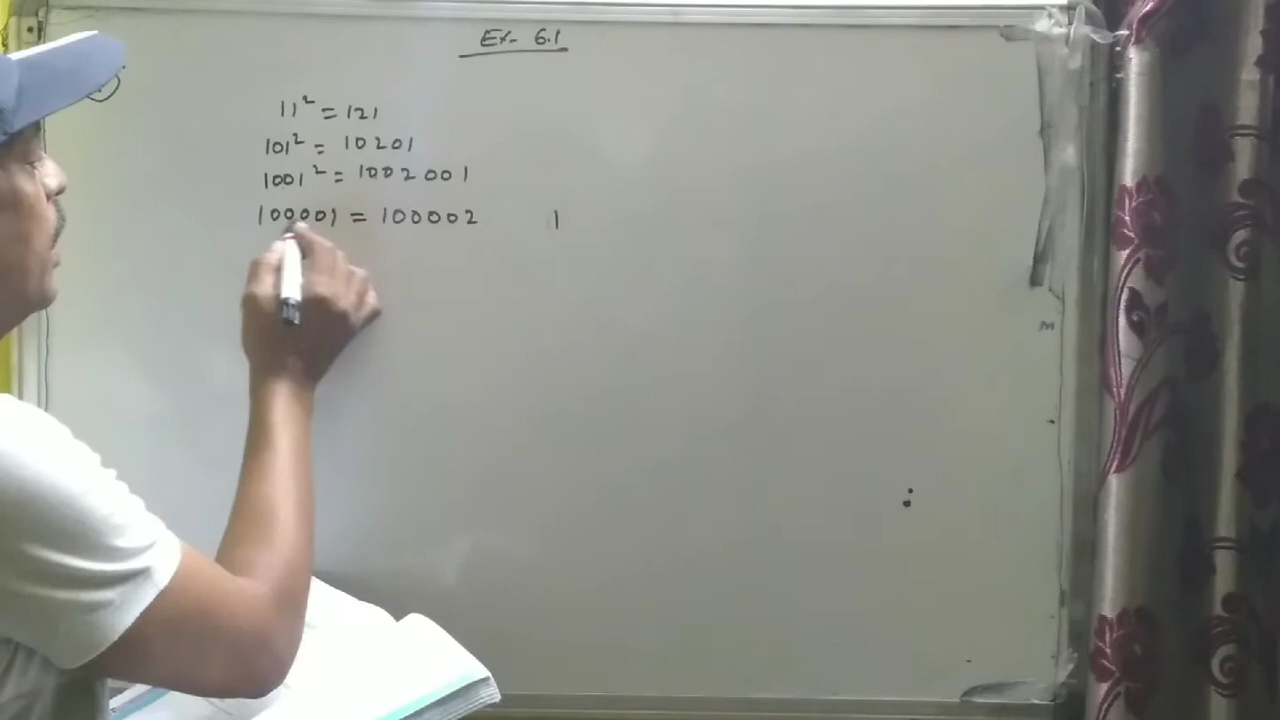 Ex- 6.1
11² = 121
101² = 10201
1001² = 1002001
100001 = 100002 1